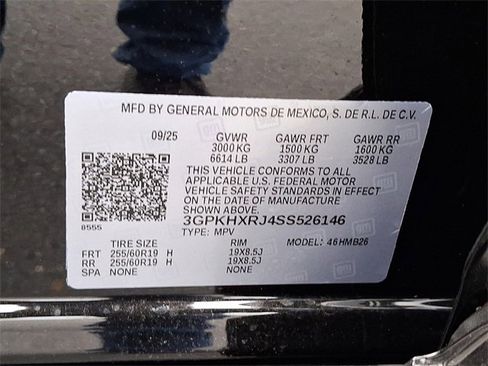 MFD BY GENERAL MOTORS DE MEXICO, S. DE R.L. DE C.V.
09/25 GVWR GAWR FRT GAWR RR
3000 KG 1500 KG 1600 KG
6614 LB 3307 LB 3528 LB
THIS VEHICLE CONFORMS TO ALL
APPLICABLE U.S. FEDERAL MOTOR
VEHICLE SAFETY STANDARDS IN EFFECT
ON THE DATE OF MANUFACTURE
SHOWN ABOVE.
3GPKHXRJ4SS526146
8555
TYPE: MPV
TIRE SIZE RIM MODEL: 46HMB26
FRT 255/60R19 H 19X8.5J
RR 255/60R19 H 19X8.5J
SPA NONE NONE